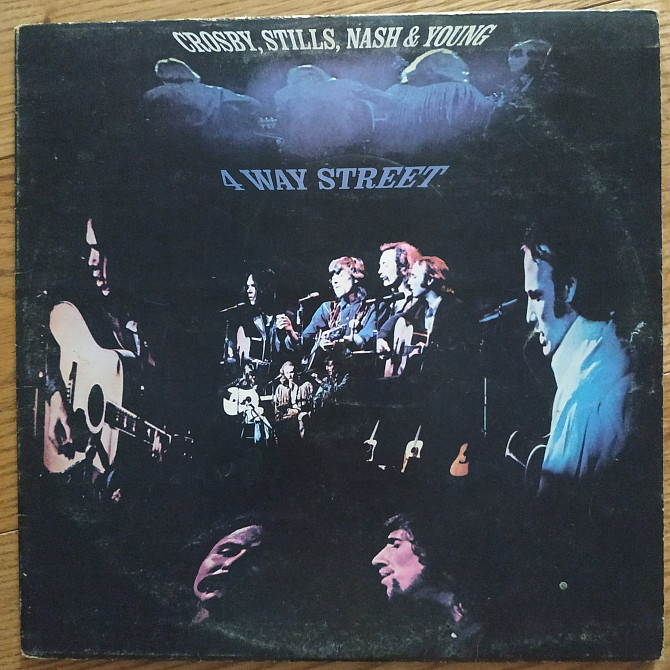 CROSBY, STILLS, NASH & YOUNG
4 WAY STREET